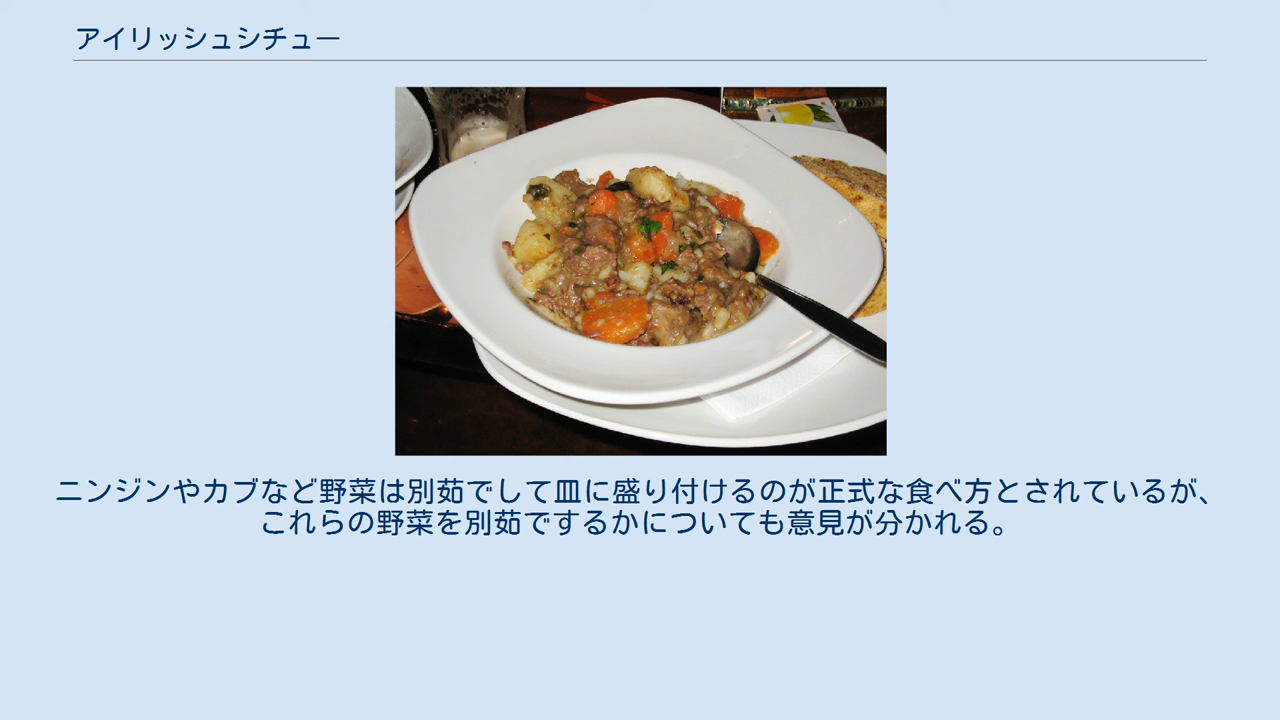 アイリッシュシチュー
ニンジンやカブなど野菜は別茹でして皿に盛り付けるのが正式な食べ方とされているが、
これらの野菜を別茹でするかについても意見が分かれる。